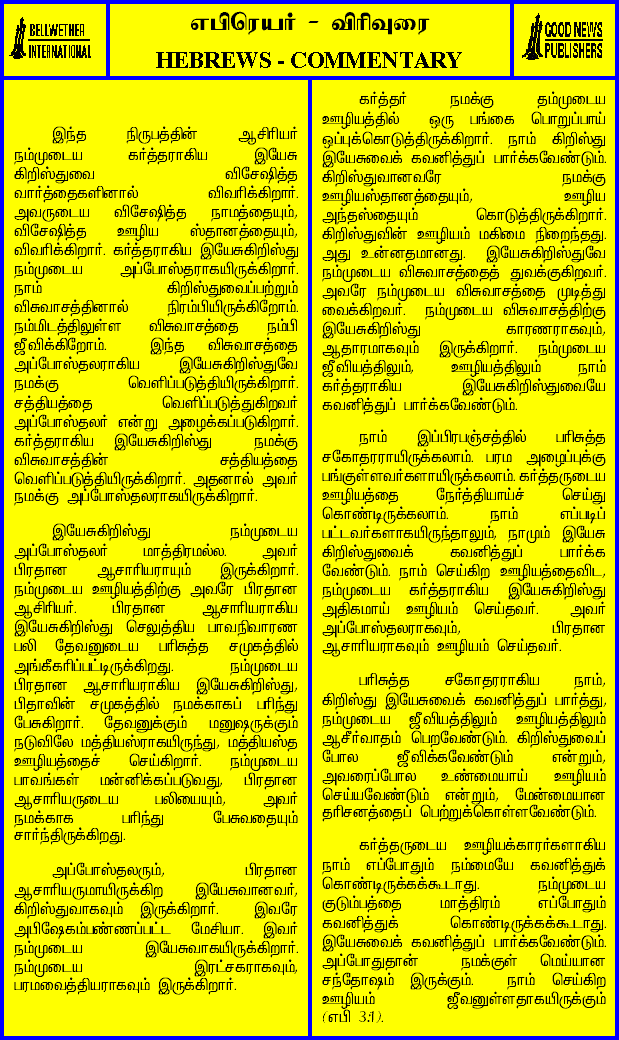 BELLWETHER
INTERNATIONAL
எபிரெயர் - விரிவுரை
HEBREWS - COMMENTARY
GOOD NEWS
PUBLISHERS
இந்த நிருபத்தின் ஆசிரியர்
நம்முடைய கர்த்தராகிய இயேசு
கிறிஸ்துவை விசேஷித்த
வார்த்தைகளினால் விவரிக்கிறார்.
அவருடைய விசேஷித்த நாமத்தையும்,
விசேஷித்த ஊழிய ஸ்தானத்தையும்,
விவரிக்கிறார். கர்த்தராகிய இயேசுகிறிஸ்து
நம்முடைய அப்போஸ்தலராகயிருக்கிறார்.
நாம் கிறிஸ்துவைப்பற்றும்
விசுவாசத்தினால் நிரம்பியிருக்கிறோம்.
நம்மிடத்திலுள்ள விசுவாசத்தை நம்பி
ஜீவிக்கிறோம். இந்த விசுவாசத்தை
அப்போஸ்தலராகிய இயேசுகிறிஸ்துவே
நமக்கு வெளிப்படுத்தியிருக்கிறார்.
சத்தியத்தை வெளிப்படுத்துகிறவர்
அப்போஸ்தலர் என்று அழைக்கப்படுகிறார்.
கர்த்தராகிய இயேசுகிறிஸ்து நமக்கு
விசுவாசத்தின் சத்தியத்தை
வெளிப்படுத்தியிருக்கிறார். அதனால் அவர்
நமக்கு அப்போஸ்தலராகயிருக்கிறார்.
இயேசுகிறிஸ்து நம்முடைய
அப்போஸ்தலர் மாத்திரமல்ல. அவர்
பிரதான ஆசாரியராயும் இருக்கிறார்.
நம்முடைய ஊழியத்திற்கு அவரே பிரதான
ஆசிரியர். பிரதான ஆசாரியராகிய
இயேசுகிறிஸ்து செலுத்திய பாவநிவாரண
பலி தேவனுடைய பரிசுத்த சமுகத்தில்
அங்கீகரிப்பட்டிருக்கிறது. நம்முடைய
பிரதான ஆசாரியராகிய இயேசுகிறிஸ்து,
பிதாவின் சமுகத்தில் நமக்காகப் பரிந்து
பேசுகிறார். தேவனுக்கும் மனுஷருக்கும்
நடுவிலே மத்தியஸ்ராகயிருந்து, மத்தியஸ்த
ஊழியத்தைச் செய்கிறார். நம்முடைய
பாவங்கள் மன்னிக்கப்படுவது, பிரதான
ஆசாரியருடைய பலியையும், அவர்
நமக்காக பரிந்து பேசுவதையும்
சார்ந்திருக்கிறது.
அப்போஸ்தலரும், பிரதான
ஆசாரியருமாயிருக்கிற இயேசுவானவர்,
கிறிஸ்துவாகவும் இருக்கிறார். இவரே
அபிஷேகம்பண்ணப்பட்ட மேசியா. இவர்
நம்முடைய இயேசுவாகயிருக்கிறார்.
நம்முடைய இரட்சகராகவும்,
பரமவைத்தியராகவும் இருக்கிறார்.
கர்த்தர் நமக்கு தம்முடைய
ஊழியத்தில் ஒரு பங்கை பொறுப்பாய்
ஒப்புக்கொடுத்திருக்கிறார். நாம் கிறிஸ்து
இயேசுவைக் கவனித்துப் பார்க்கவேண்டும்.
கிறிஸ்துவானவரே நமக்கு
ஊழியஸ்தானத்தையும், ஊழிய
அந்தஸ்தையும் கொடுத்திருக்கிறார்.
கிறிஸ்துவின் ஊழியம் மகிமை நிறைந்தது.
அது உன்னதமானது. இயேசுகிறிஸ்துவே
நம்முடைய விசுவாசத்தைத் துவக்குகிறவர்.
அவரே நம்முடைய விசுவாசத்தை முடித்து
வைக்கிறவர். நம்முடைய விசுவாசத்திற்கு
இயேசுகிறிஸ்து காரணராகவும்,
ஆதாரமாகவும் இருக்கிறார். நம்முடைய
ஜீவியத்திலும், ஊழியத்திலும் நாம்
கர்த்தராகிய இயேசுகிறிஸ்துவையே
கவனித்துப் பார்க்கவேண்டும்.
நாம் இப்பிரபஞ்சத்தில் பரிசுத்த
சகோதரராயிருக்கலாம். பரம அழைப்புக்கு
பங்குள்ளவர்களாயிருக்கலாம். கர்த்தருடைய
ஊழியத்தை நேர்த்தியாய்ச் செய்து
கொண்டிருக்கலாம். நாம் எப்படிப்
பட்டவர்களாகயிருந்தாலும், நாமும் இயேசு
கிறிஸ்துவைக் கவனித்துப் பார்க்க
வேண்டும். நாம் செய்கிற ஊழியத்தைவிட,
நம்முடைய கர்த்தராகிய இயேசுகிறிஸ்து
அதிகமாய் ஊழியம் செய்தவர். அவர்
அப்போஸ்தலராகவும், பிரதான
ஆசாரியராகவும் ஊழியம் செய்தவர்.
பரிசுத்த சகோதரராகிய நாம்,
கிறிஸ்து இயேசுவைக் கவனித்துப் பார்த்து,
நம்முடைய ஜீவியத்திலும் ஊழியத்திலும்
ஆசீர்வாதம் பெறவேண்டும். கிறிஸ்துவைப்
போல ஜீவிக்கவேண்டும் என்றும்,
அவரைப்போல உண்மையாய் ஊழியம்
செய்யவேண்டும் என்றும், மேன்மையான
தரிசனத்தைப் பெற்றுக்கொள்ளவேண்டும்.
கர்த்தருடைய ஊழியக்காரர்களாகிய
நாம் எப்போதும் நம்மையே கவனித்துக்
கொண்டிருக்கக்கூடாது. நம்முடைய
குடும்பத்தை மாத்திரம் எப்போதும்
கவனித்துக் கொண்டிருக்கக்கூடாது.
இயேசுவைக் கவனித்துப் பார்க்கவேண்டும்.
அப்போதுதான் நமக்குள் மெய்யான
சந்தோஷம் இருக்கும். நாம் செய்கிற
ஊழியம் ஜீவனுள்ளதாகயிருக்கும்
(எபி 3:1).